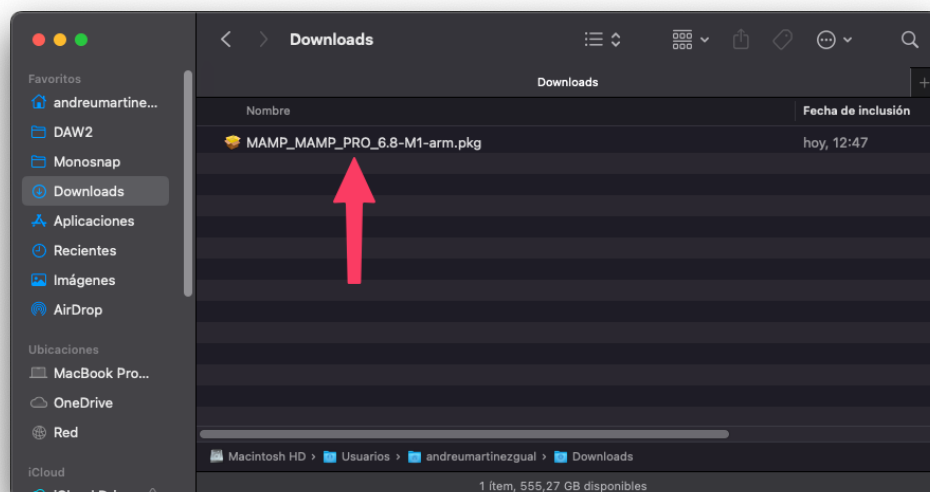 Downloads
Downloads
Nombre
Fecha de inclusión
MAMP_MAMP_PRO_6.8-M1-arm.pkg
hoy, 12:47
Favoritos
andreumartine...
DAW2
Monosnap
Downloads
Aplicaciones
Recientes
Imágenes
AirDrop
Ubicaciones
MacBook Pro...
OneDrive
Red
iCloud
Macintosh HD › Usuarios › andreumartinezgual › Downloads
1 ítem, 555,27 GB disponibles